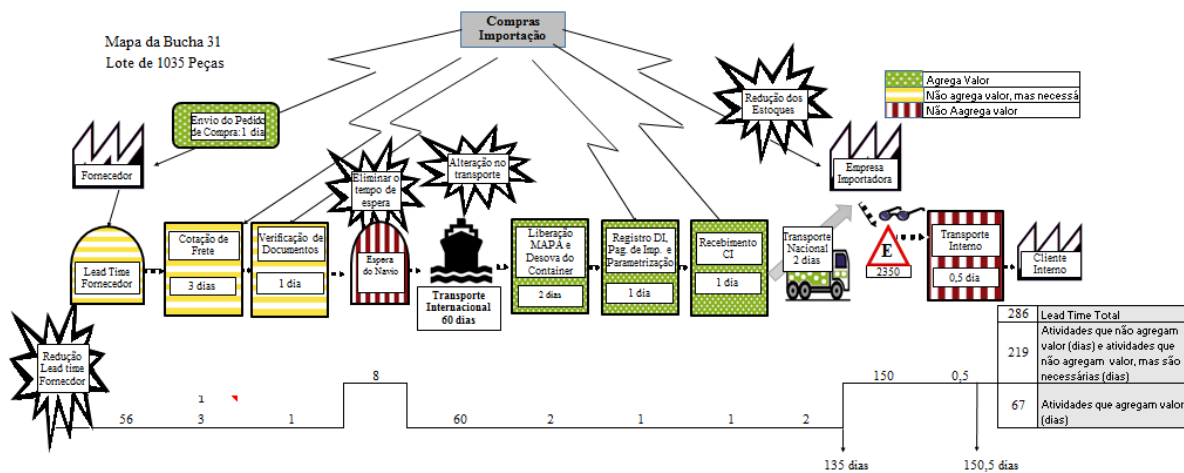 Compras
Importação
Mapa da Bucha 31
Lote de 1035 Peças
Agrega Valor
Não agrega valor, mas necessá
Não Aagrega valor
Redução dos
Estoques
Envio do Pedido
de Compra: 1 dia
Fornecedor
Eliminar o
tempo de
espera
Alteração no
transporte
Empresa
Importadora
Lead Time
Fornecedor
Cotação de
Frete
3 dias
Verificação de
Documentos
1 dia
Espera
do Navio
Transporte
Internacional
60 dias
Liberação
MAPA e
Desova do
Container
2 dias
Registro DI,
Pag. de Imp. e
Parametrização
1 dia
Recebimento
CI
1 dia
Transporte
Nacional
2 dias
E
2350
Transporte
Interno
0,5 dia
Cliente
Interno
Redução
Lead time
Fornecdor
286 Lead Time Total
219 Atividades que não agregam
valor (dias) e atividades que
não agregam valor, mas são
necessárias (dias)
67 Atividades que agregam valor
(dias)
8
150 0,5
1
56 3 1 60 2 1 1 2
135 dias 150,5 dias